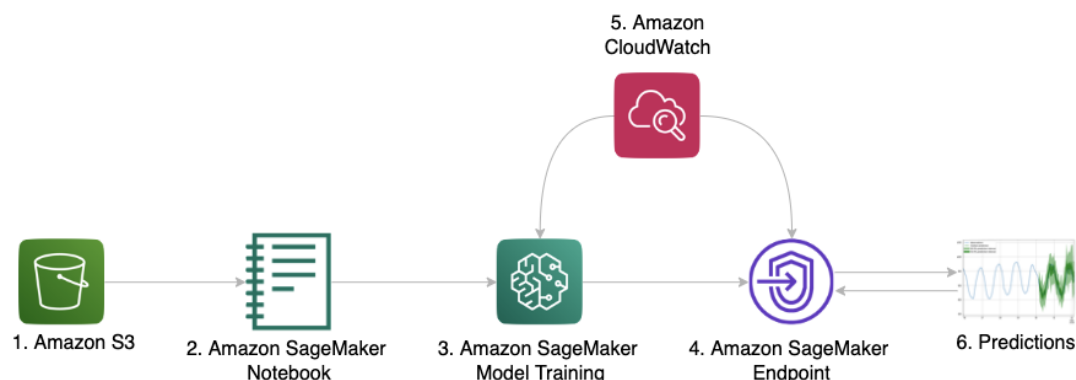 5. Amazon
CloudWatch
1. Amazon S3
2. Amazon SageMaker
Notebook
3. Amazon SageMaker
Model Training
4. Amazon SageMaker
Endpoint
6. Predictions